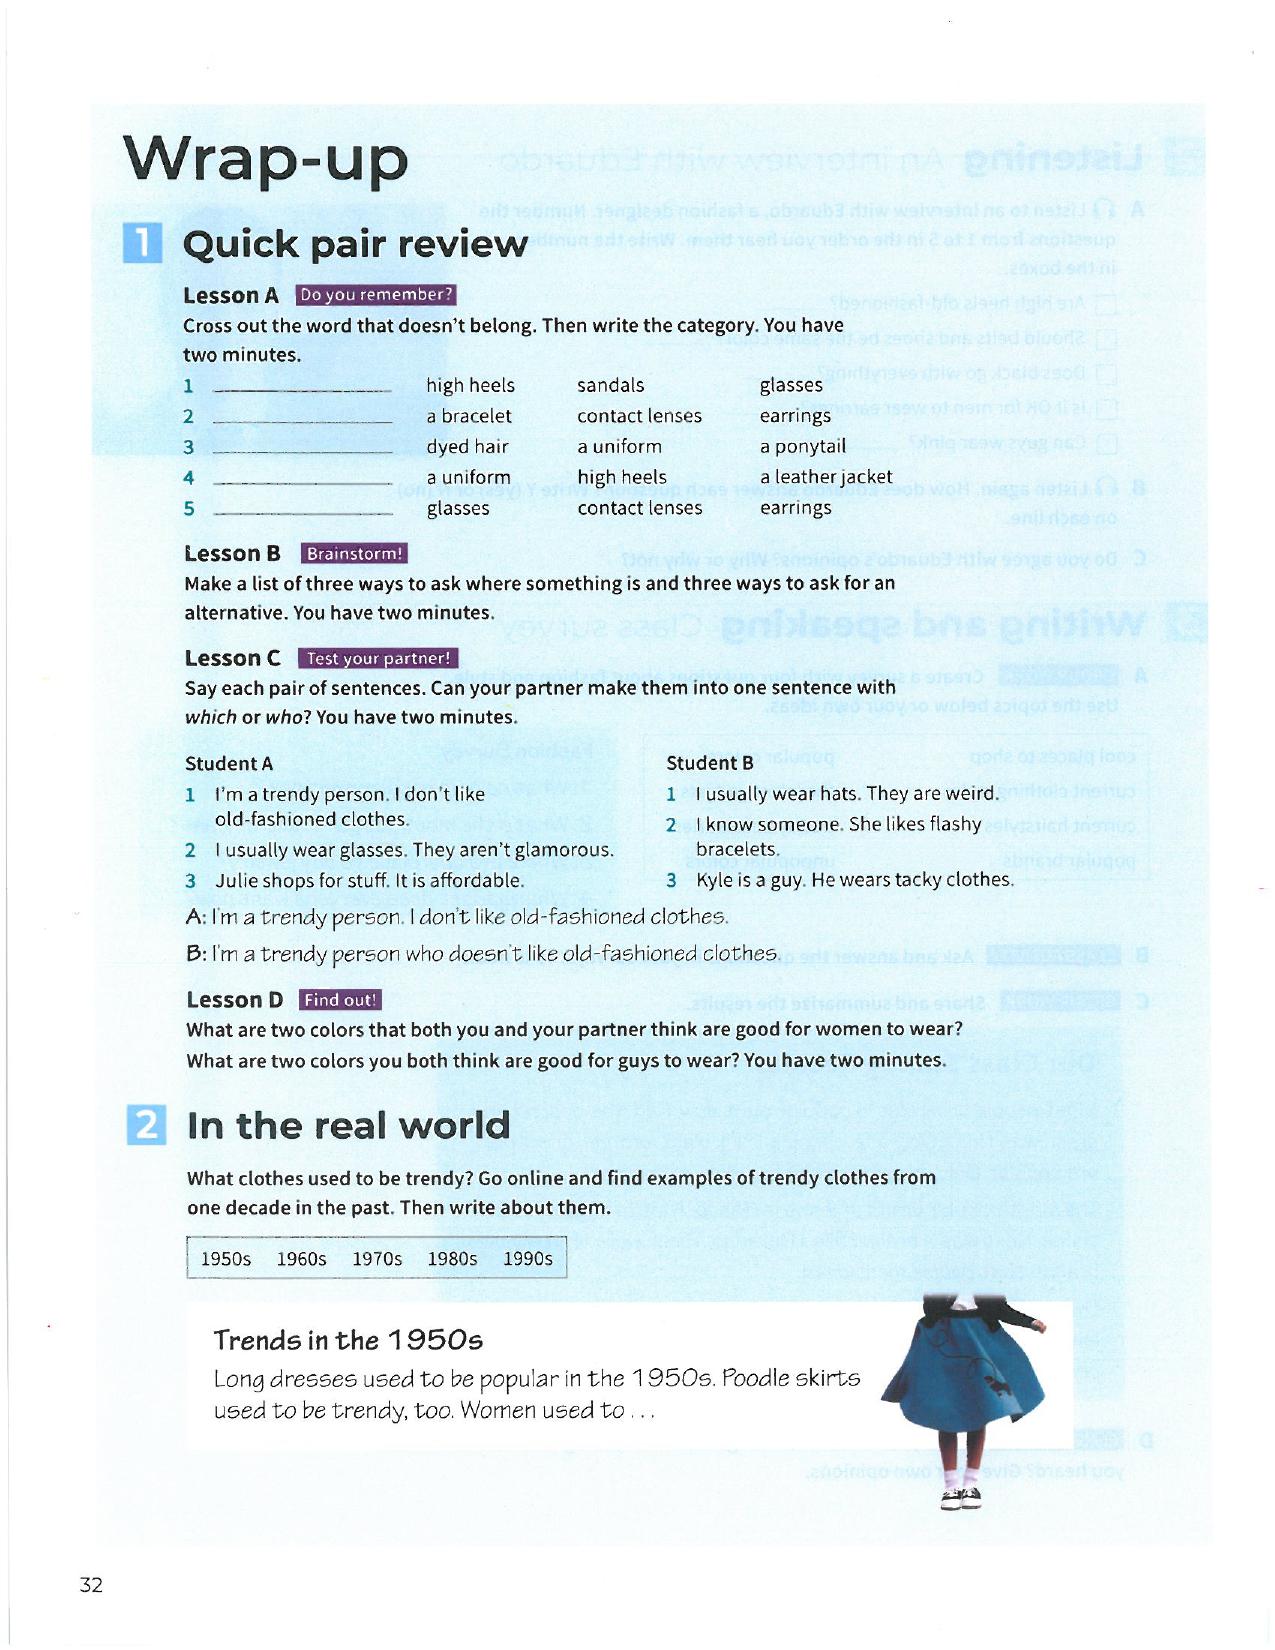 Wrap-up
1 Quick pair review
Lesson A Do you remember?
Cross out the word that doesn't belong. Then write the category. You have
two minutes.
1 high heels sandals glasses
2 a bracelet contact lenses earrings
3 dyed hair a uniform a ponytail
4 a uniform high heels a leather jacket
5 glasses contact lenses earrings
Lesson B Brainstorm!
Make a list of three ways to ask where something is and three ways to ask for an
alternative. You have two minutes.
Lesson C Test your partner!
Say each pair of sentences. Can your partner make them into one sentence with
which or who? You have two minutes.
Student A
1 I'm a trendy person. I don't like
old-fashioned clothes.
2 I usually wear glasses. They aren't glamorous.
3 Julie shops for stuff. It is affordable.
Student B
1 I usually wear hats. They are weird.
2 I know someone. She likes flashy
bracelets.
3 Kyle is a guy. He wears tacky clothes.
A: I'm a trendy person. I don't like old-fashioned clothes.
B: I'm a trendy person who doesn't like old-fashioned clothes.
Lesson D Find out!
What are two colors that both you and your partner think are good for women to wear?
What are two colors you both think are good for guys to wear? You have two minutes.
2 In the real world
What clothes used to be trendy? Go online and find examples of trendy clothes from
one decade in the past. Then write about them.
1950s 1960s 1970s 1980s 1990s
Trends in the 1950s
Long dresses used to be popular in the 1950s. Poodle skirts
used to be trendy, too. Women used to . . .
32